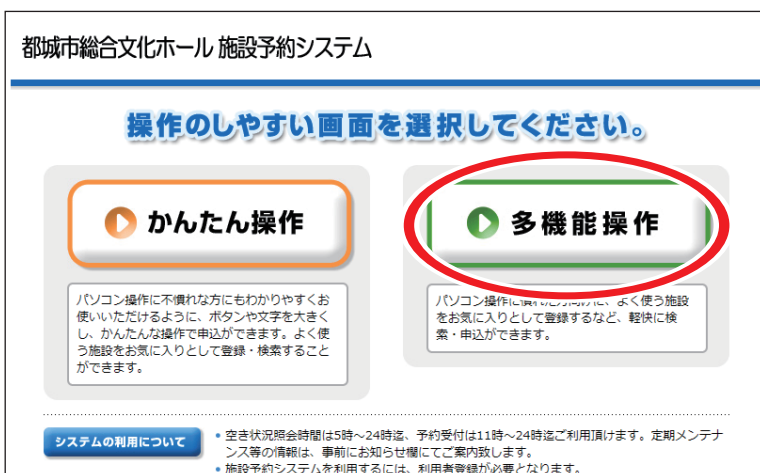 都城市総合文化ホール 施設予約システム
操作のしやすい画面を選択してください。
かんたん操作
パソコン操作に不慣れな方にもわかりやすくお
使いいただけるように、ボタンや文字を大きく
し、かんたんな操作で申込ができます。よく使
う施設をお気に入りとして登録・検索すること
ができます。
多機能操作
パソコン操作に慣れた方向けに、よく使う施設
をお気に入りとして登録するなど、軽快に検
索・申込ができます。
システムの利用について
• 空き状況照会時間は5時～24時迄、予約受付は11時～24時迄ご利用頂けます。定期メンテナ
ンス等の情報は、事前にお知らせ欄にてご案内致します。
• 施設予約システムを利用するには、利用者登録が必要となります。